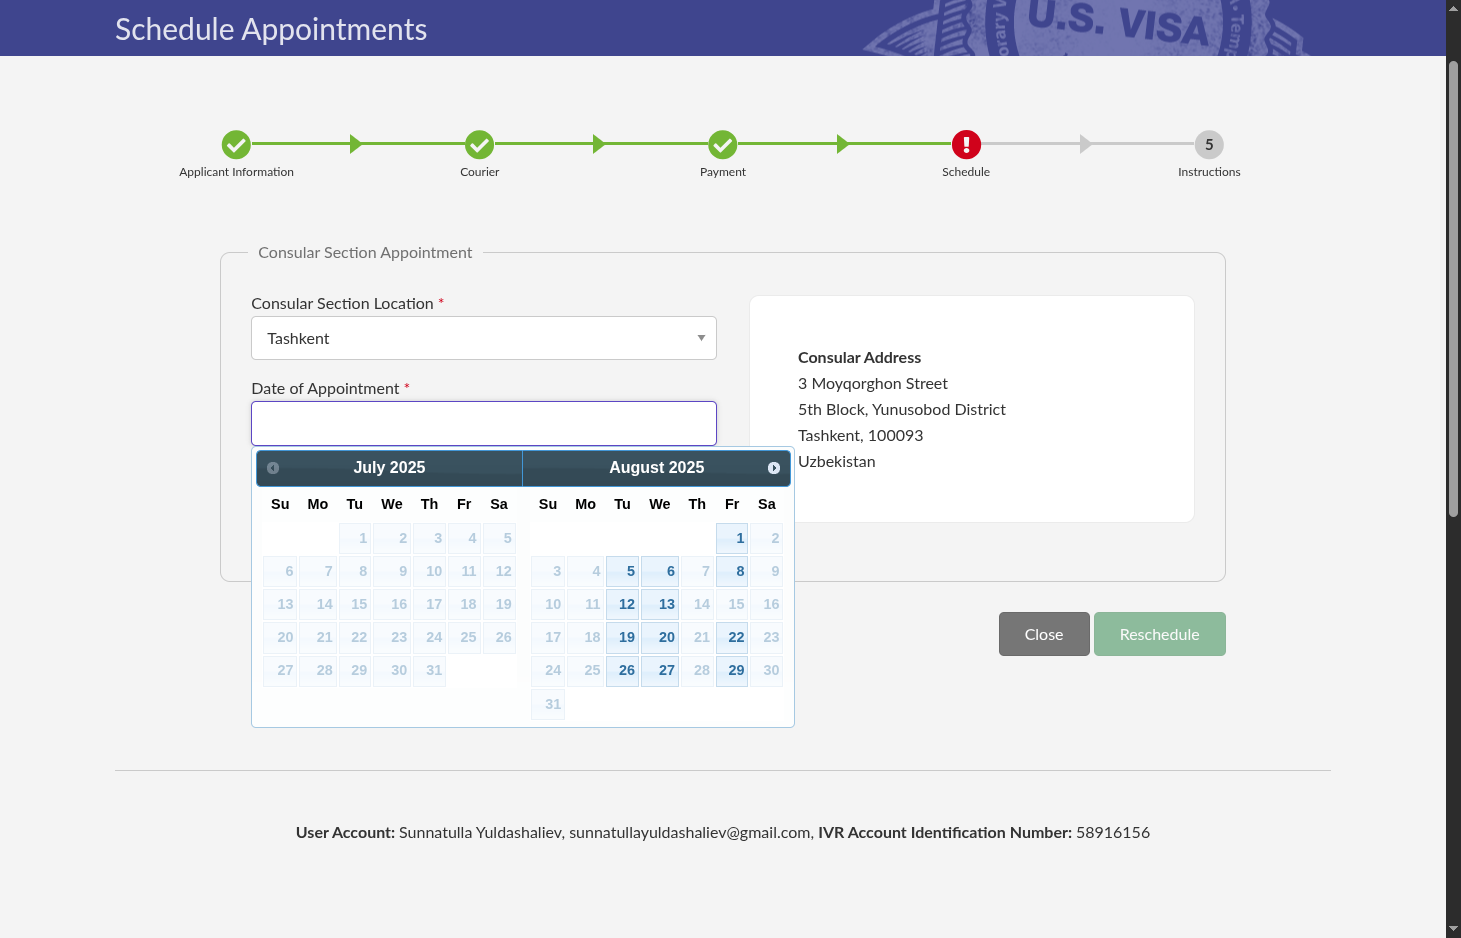 Schedule Appointments
U.S. VISA
Applicant Information
Courier
Payment
Schedule
5
Instructions
Consular Section Appointment
Consular Section Location *
Tashkent
Date of Appointment *
Consular Address
3 Moyqorghon Street
5th Block, Yunusobod District
Tashkent, 100093
Uzbekistan
July 2025
Su Mo Tu We Th Fr Sa
1 2 3 4 5
6 7 8 9 10 11 12
13 14 15 16 17 18 19
20 21 22 23 24 25 26
27 28 29 30 31
August 2025
Su Mo Tu We Th Fr Sa
1 2
3 4 5 6 7 8 9
10 11 12 13 14 15 16
17 18 19 20 21 22 23
24 25 26 27 28 29 30
31
Close
Reschedule
User Account: Sunnatulla Yuldashaliev, sunnatullayuldashaliev@gmail.com, IVR Account Identification Number: 58916156